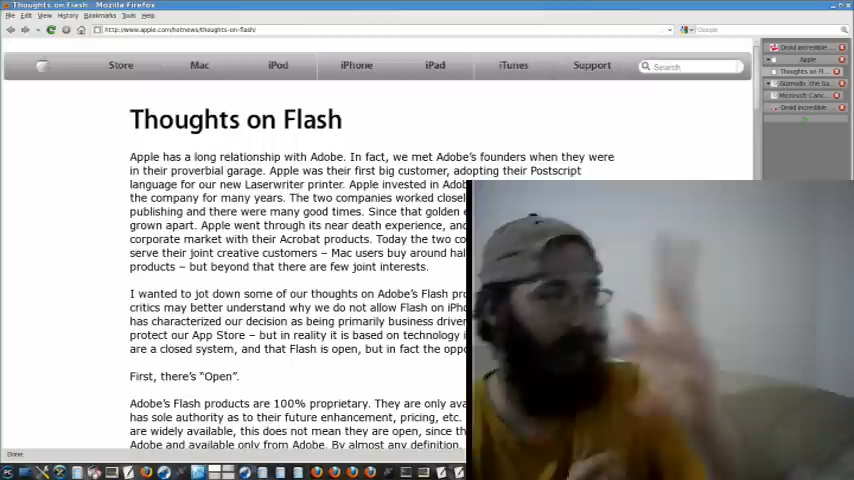 Thoughts on Flash - Mozilla Firefox
File Edit View History Bookmarks Tools Help
http://www.apple.com/hotnews/thoughts-on-flash/
Google
Store Mac iPod iPhone iPad iTunes Support Search
Droid incredible ...
Apple
Thoughts on Fl...
Gizmodo, the Ga...
Microsoft Canc...
Droid incredible ...
Thoughts on Flash
Apple has a long relationship with Adobe. In fact, we met Adobe's founders when they were
in their proverbial garage. Apple was their first big customer, adopting their Postscript
language for our new Laserwriter printer. Apple invested in Adob
the company for many years. The two companies worked closel
publishing and there were many good times. Since that golden e
grown apart. Apple went through its near death experience, and
corporate market with their Acrobat products. Today the two co
serve their joint creative customers – Mac users buy around hal
products – but beyond that there are few joint interests.
I wanted to jot down some of our thoughts on Adobe's Flash pro
critics may better understand why we do not allow Flash on iPho
has characterized our decision as being primarily business driven
protect our App Store – but in reality it is based on technology i
are a closed system, and that Flash is open, but in fact the oppo
First, there's “Open”.
Adobe's Flash products are 100% proprietary. They are only ava
has sole authority as to their future enhancement, pricing, etc.
are widely available, this does not mean they are open, since th
Adobe and available only from Adobe. By almost any definition,
Done